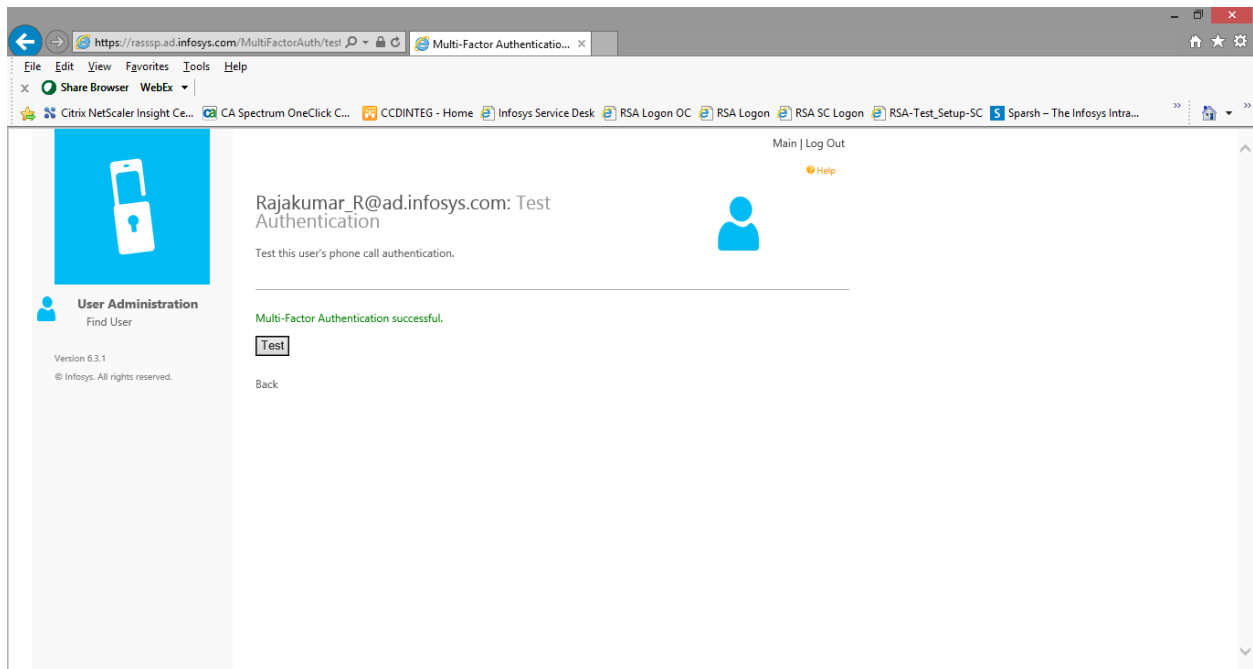 https://rasssp.ad.infosys.com/MultiFactorAuth/test
Multi-Factor Authenticatio...
File Edit View Favorites Tools Help
x Share Browser WebEx
Citrix NetScaler Insight Ce... CA Spectrum OneClick C... CCDINTEG - Home Infosys Service Desk RSA Logon OC RSA Logon RSA SC Logon RSA-Test_Setup-SC Sparsh – The Infosys Intra...
Main | Log Out
Help
Rajakumar_R@ad.infosys.com: Test
Authentication
Test this user's phone call authentication.
User Administration
Find User
Version 6.3.1
© Infosys. All rights reserved.
Multi-Factor Authentication successful.
Test
Back